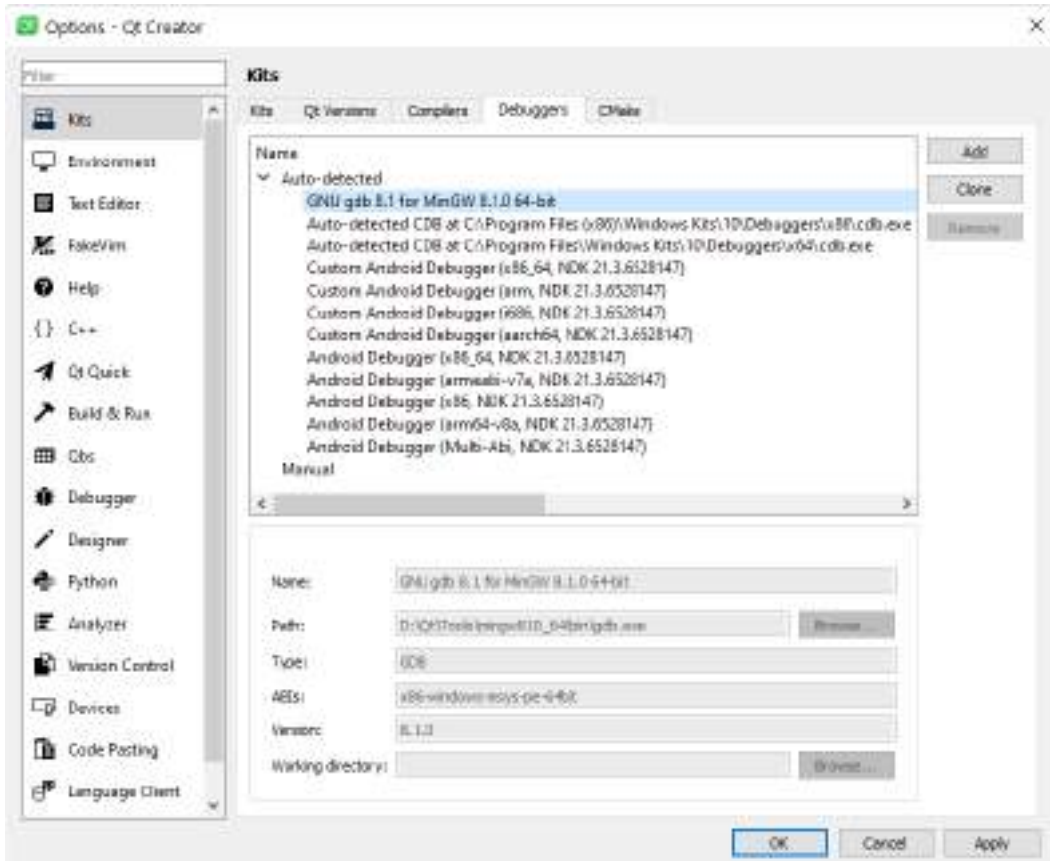 Options - Qt Creator
Filter
Kits
Kits
Environment
Text Editor
FakeVim
Help
C++
Qt Quick
Build & Run
Qbs
Debugger
Designer
Python
Analyzer
Version Control
Devices
Code Pasting
Language Client
Kits Qt Versions Compilers Debuggers CMake
Name
Auto-detected
GNU gdb 8.1 for MinGW 8.1.0 64-bit
Auto-detected CDB at C:\Program Files (x86)\Windows Kits\10\Debuggers\x86\cdb.exe
Auto-detected CDB at C:\Program Files\Windows Kits\10\Debuggers\x64\cdb.exe
Custom Android Debugger (x86_64, NDK 21.3.6528147)
Custom Android Debugger (arm, NDK 21.3.6528147)
Custom Android Debugger (i686, NDK 21.3.6528147)
Custom Android Debugger (aarch64, NDK 21.3.6528147)
Android Debugger (x86_64, NDK 21.3.6528147)
Android Debugger (armeabi-v7a, NDK 21.3.6528147)
Android Debugger (x86, NDK 21.3.6528147)
Android Debugger (arm64-v8a, NDK 21.3.6528147)
Android Debugger (Multi-Abi, NDK 21.3.6528147)
Manual
Add
Clone
Remove
Name: GNU gdb 8.1 for MinGW 8.1.0 64-bit
Path: D:\Qt\Tools\mingw810_64\bin\gdb.exe Browse...
Type: GDB
ABIs: x86-windows-msys-pe-64bit
Version: 8.1.0
Working directory: Browse...
OK Cancel Apply